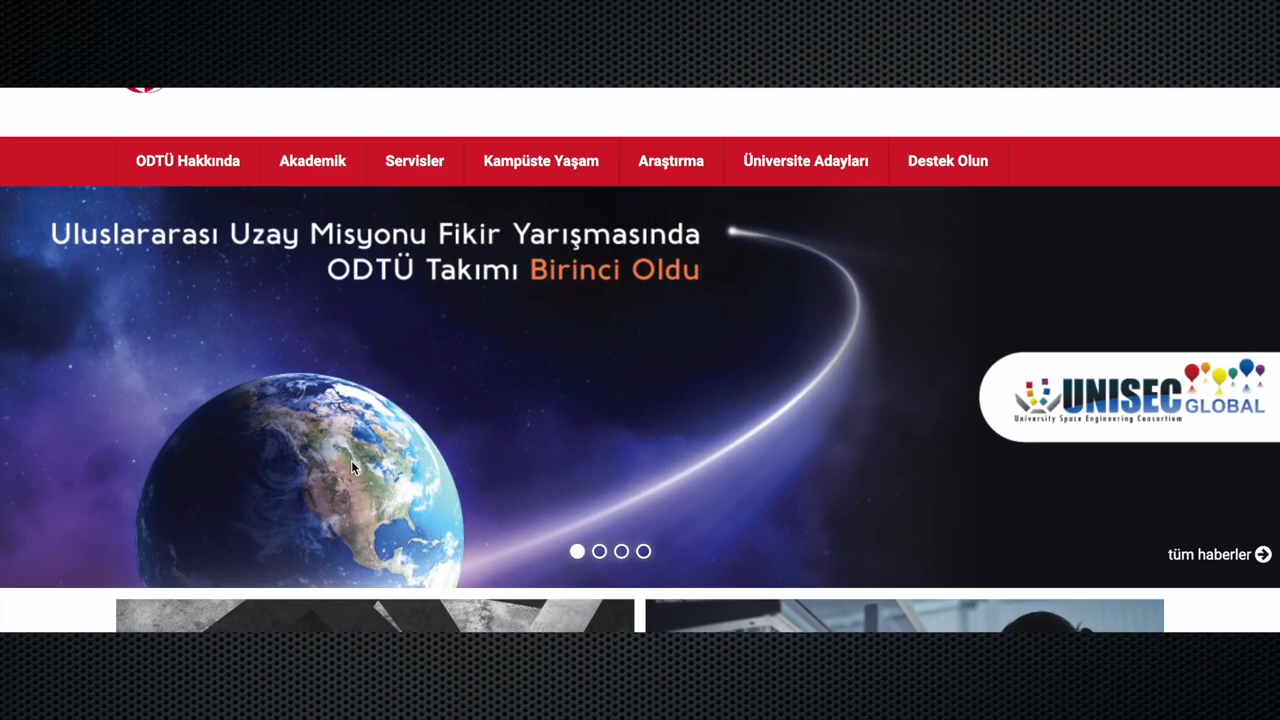 ODTÜ Hakkında Akademik Servisler Kampüste Yaşam Araştırma Üniversite Adayları Destek Olun
Uluslararası Uzay Misyonu Fikir Yarışmasında
ODTÜ Takımı Birinci Oldu
UNISEC GLOBAL
University Space Engineering Consortium
tüm haberler